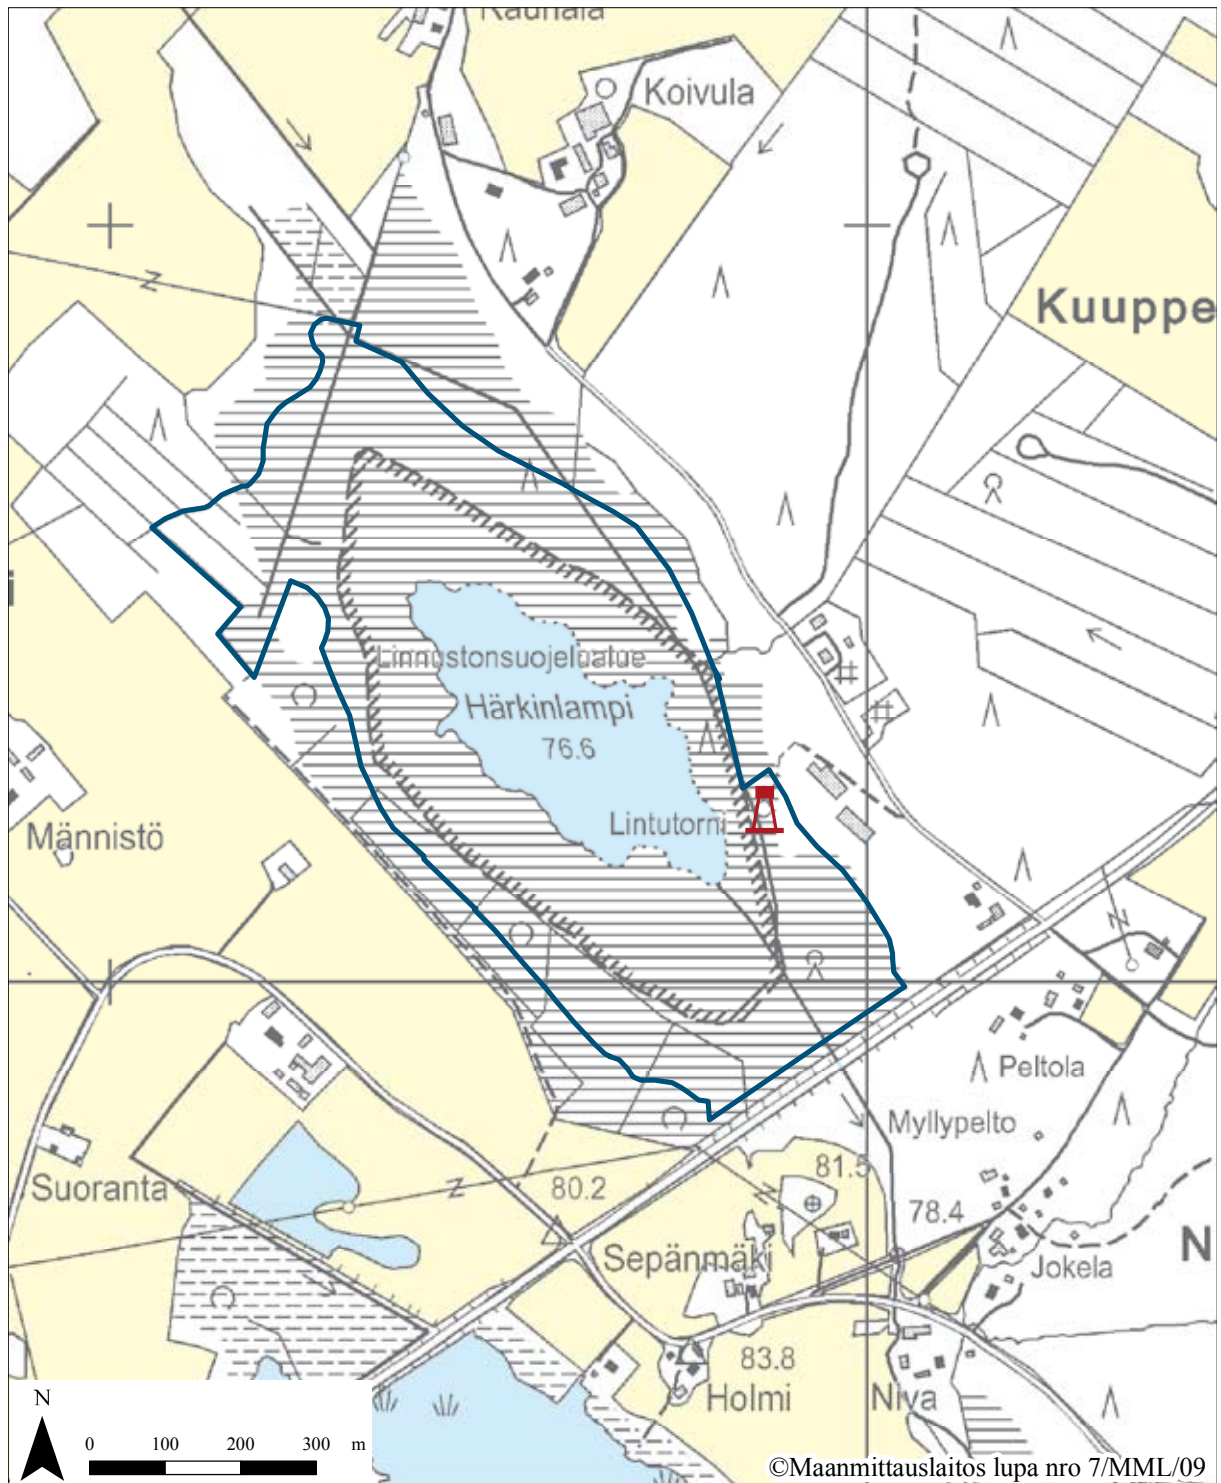 Kauhala
Koivula
Kuuppe
i
Linnustonsuojelualue
Härkinlampi
76.6
Lintutorni
Männistö
Peltola
Myllypelto
81.5
80.2
78.4
Suoranta
N
Sepänmäki
Jokela
83.8
Holmi
Niva
N
0 100 200 300 m
©Maanmittauslaitos lupa nro 7/MML/09